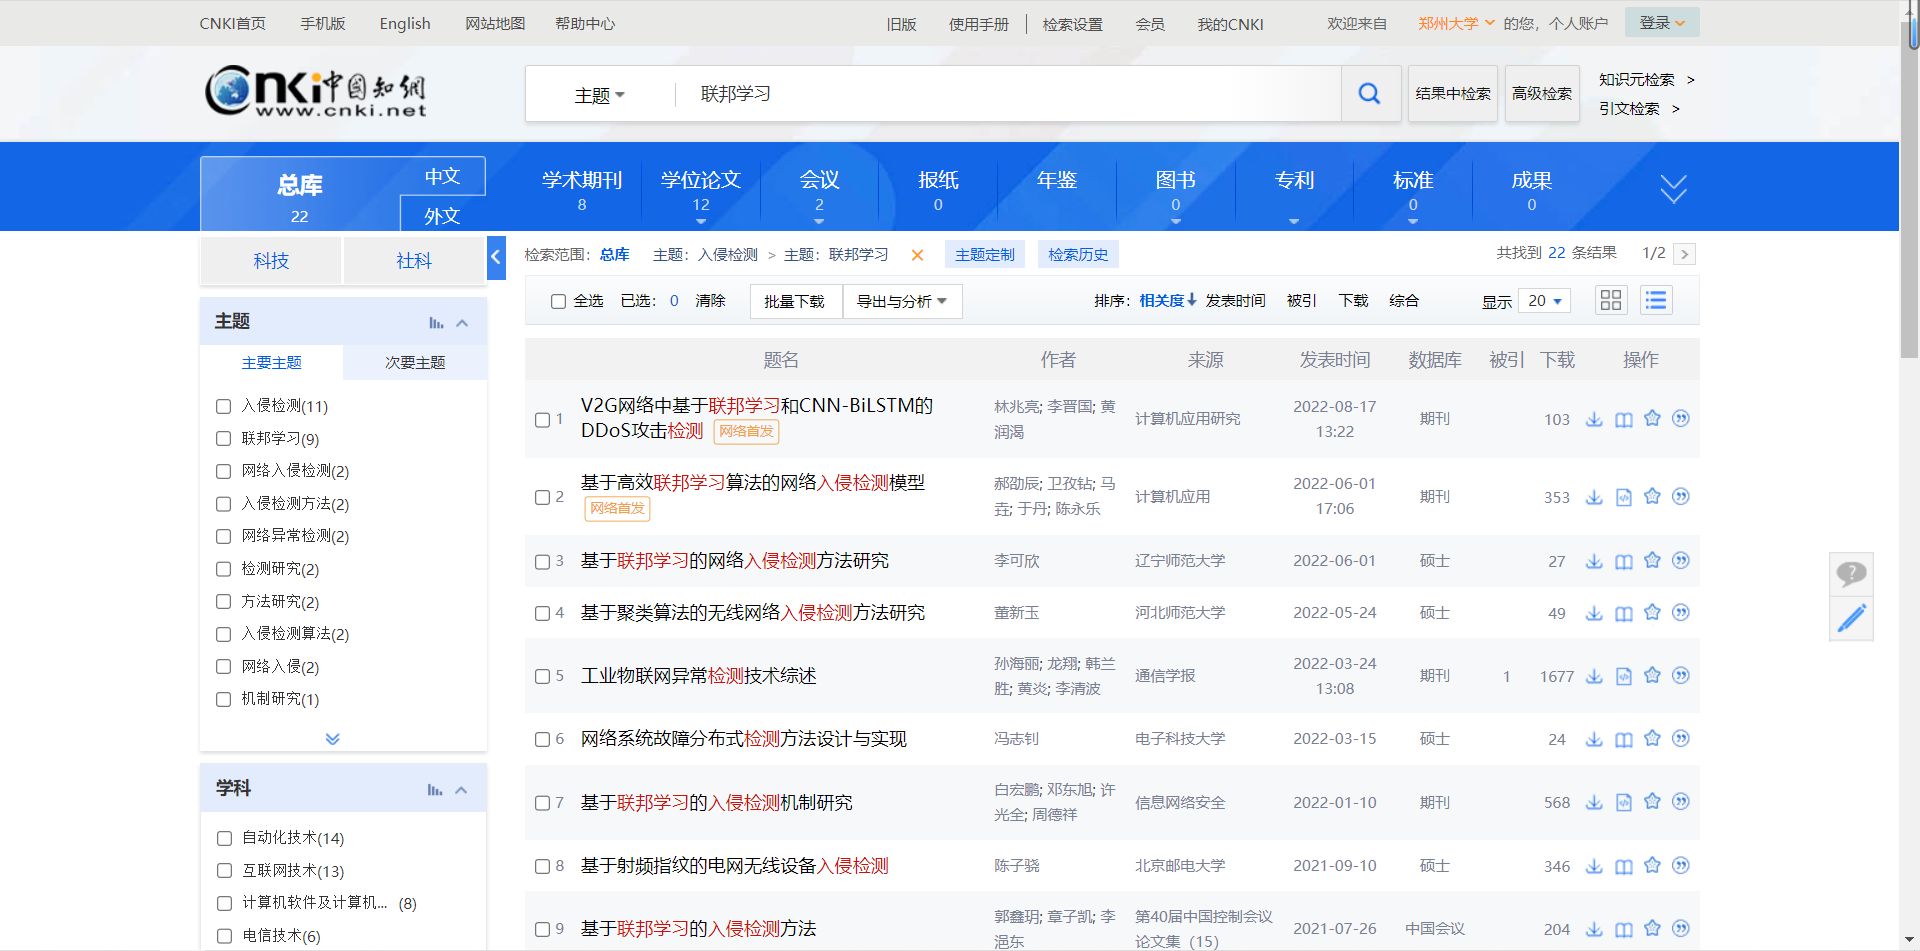 CNKI首页 手机版 English 网站地图 帮助中心 旧版 使用手册 检索设置 会员 我的CNKI 欢迎来自 郑州大学 的您，个人账户 登录
Cnki中国知网
www.cnki.net
主题 联邦学习 结果中检索 高级检索
知识元检索 >
引文检索 >
总库
22
中文
外文
学术期刊 学位论文 会议 报纸 年鉴 图书 专利 标准 成果
8 12 2 0 0 0 0
科技 社科
检索范围：总库 主题：入侵检测 > 主题：联邦学习 × 主题定制 检索历史 共找到 22 条结果 1/2 >
全选 已选：0 清除 批量下载 导出与分析 排序：相关度↓ 发表时间 被引 下载 综合 显示 20
主题
主要主题 次要主题
入侵检测(11)
联邦学习(9)
网络入侵检测(2)
入侵检测方法(2)
网络异常检测(2)
检测研究(2)
方法研究(2)
入侵检测算法(2)
网络入侵(2)
机制研究(1)
学科
自动化技术(14)
互联网技术(13)
计算机软件及计算机... (8)
电信技术(6)
题名 作者 来源 发表时间 数据库 被引 下载 操作
1 V2G网络中基于联邦学习和CNN-BiLSTM的
DDoS攻击检测 网络首发
林兆亮; 李晋国; 黄
润渴
计算机应用研究
2022-08-17
13:22
期刊 103
2 基于高效联邦学习算法的网络入侵检测模型
网络首发
郝劭辰; 卫孜钻; 马
垚; 于丹; 陈永乐
计算机应用
2022-06-01
17:06
期刊 353
3 基于联邦学习的网络入侵检测方法研究 李可欣 辽宁师范大学 2022-06-01 硕士 27
4 基于聚类算法的无线网络入侵检测方法研究 董新玉 河北师范大学 2022-05-24 硕士 49
5 工业物联网异常检测技术综述
孙海丽; 龙翔; 韩兰
胜; 黄炎; 李清波
通信学报
2022-03-24
13:08
期刊 1 1677
6 网络系统故障分布式检测方法设计与实现 冯志钊 电子科技大学 2022-03-15 硕士 24
7 基于联邦学习的入侵检测机制研究
白宏鹏; 邓东旭; 许
光全; 周德祥
信息网络安全 2022-01-10 期刊 568
8 基于射频指纹的电网无线设备入侵检测 陈子骁 北京邮电大学 2021-09-10 硕士 346
9 基于联邦学习的入侵检测方法
郭鑫玥; 章子凯; 李
浥东
第40届中国控制会议
论文集（15）
2021-07-26 中国会议 204